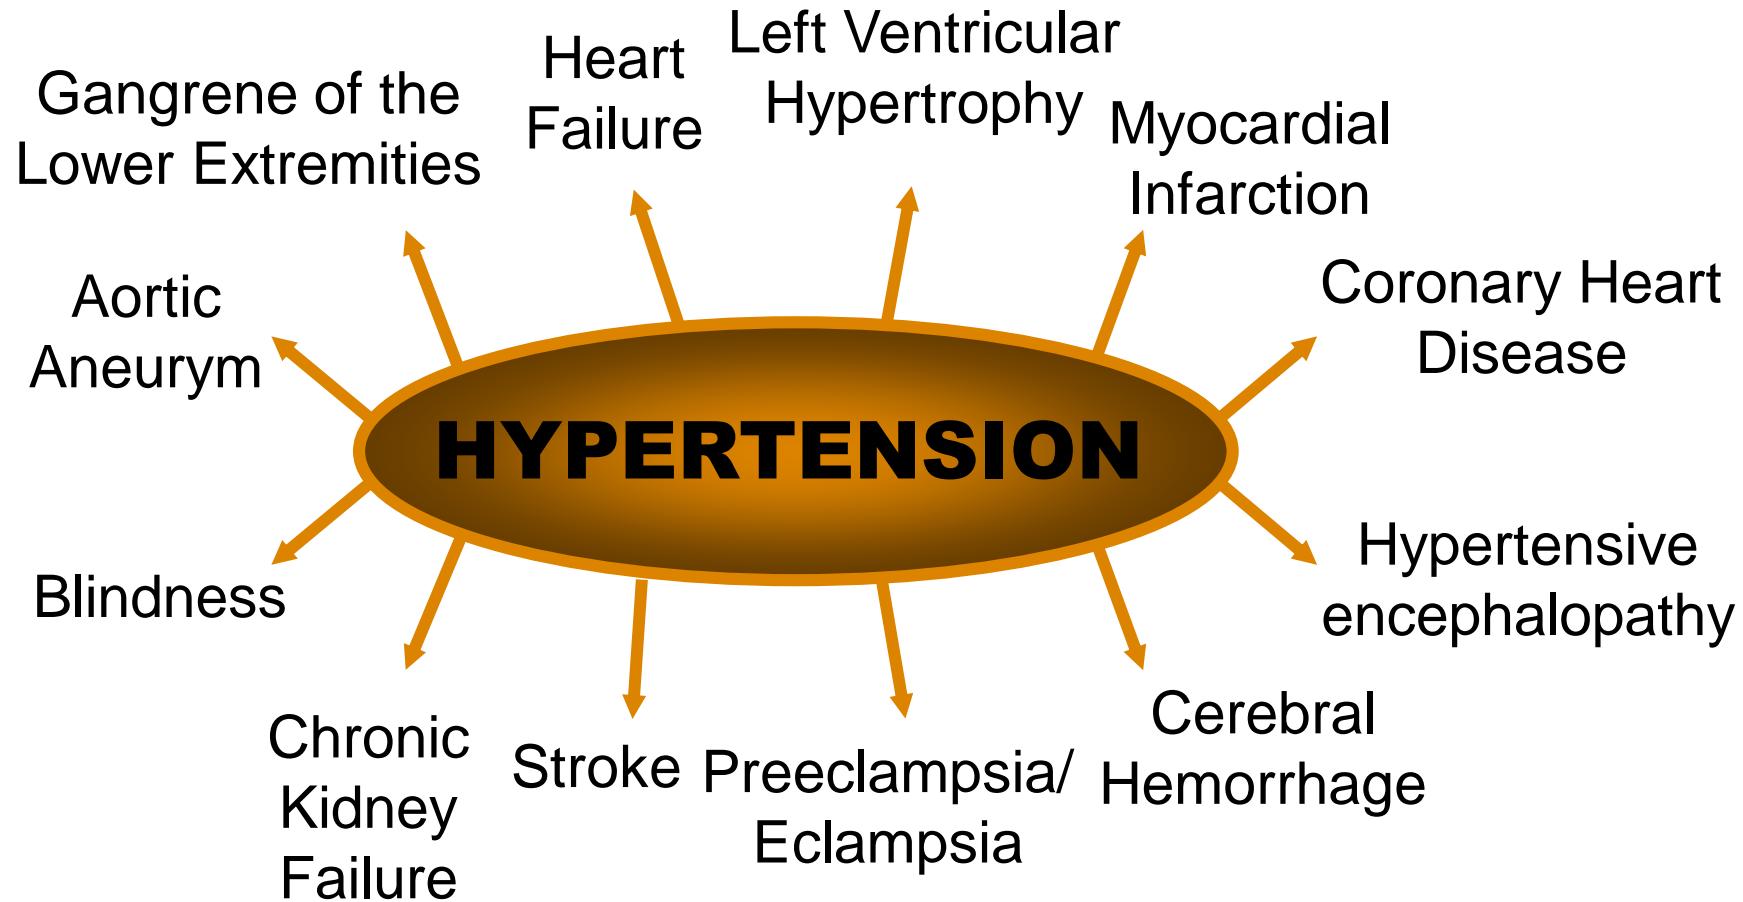 Gangrene of the
Lower Extremities
Heart
Failure
Left Ventricular
Hypertrophy
Myocardial
Infarction
Coronary Heart
Disease
Aortic
Aneurym
HYPERTENSION
Hypertensive
encephalopathy
Blindness
Chronic
Kidney
Failure
Stroke
Preeclampsia/
Eclampsia
Cerebral
Hemorrhage